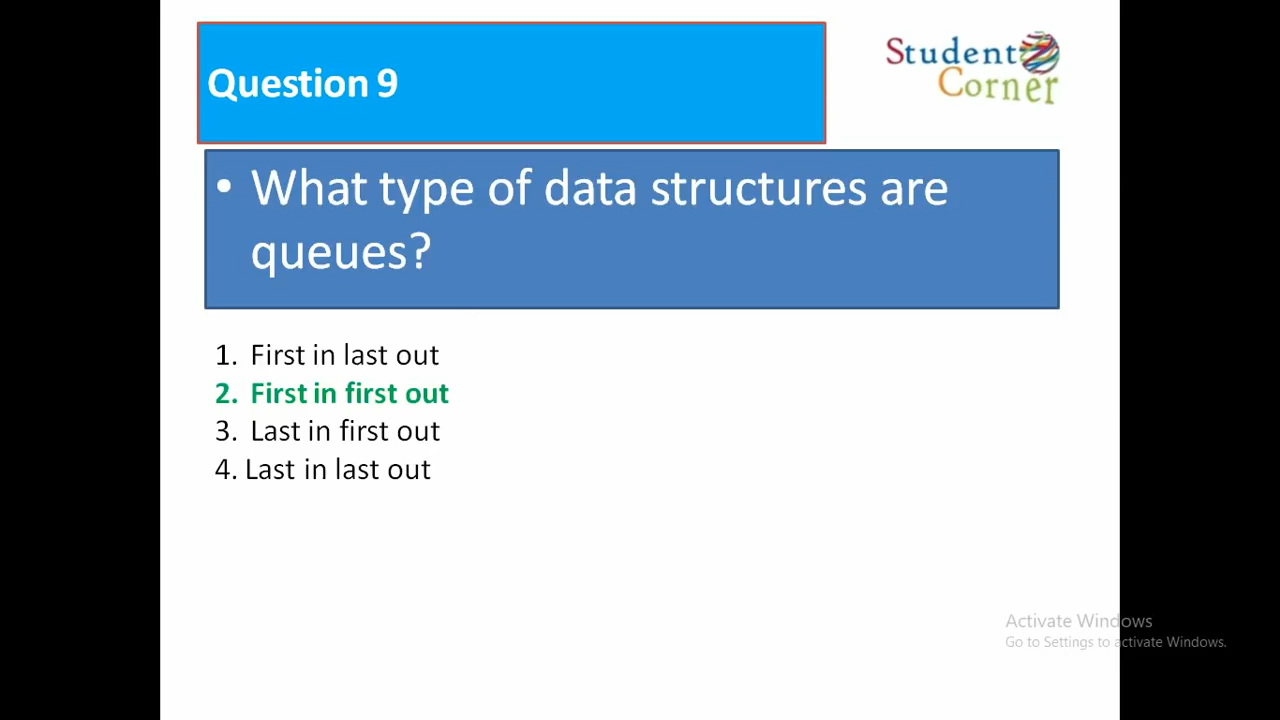 Question 9
Student
Corner
• What type of data structures are
queues?
1. First in last out
2. First in first out
3. Last in first out
4. Last in last out
Activate Windows
Go to Settings to activate Windows.